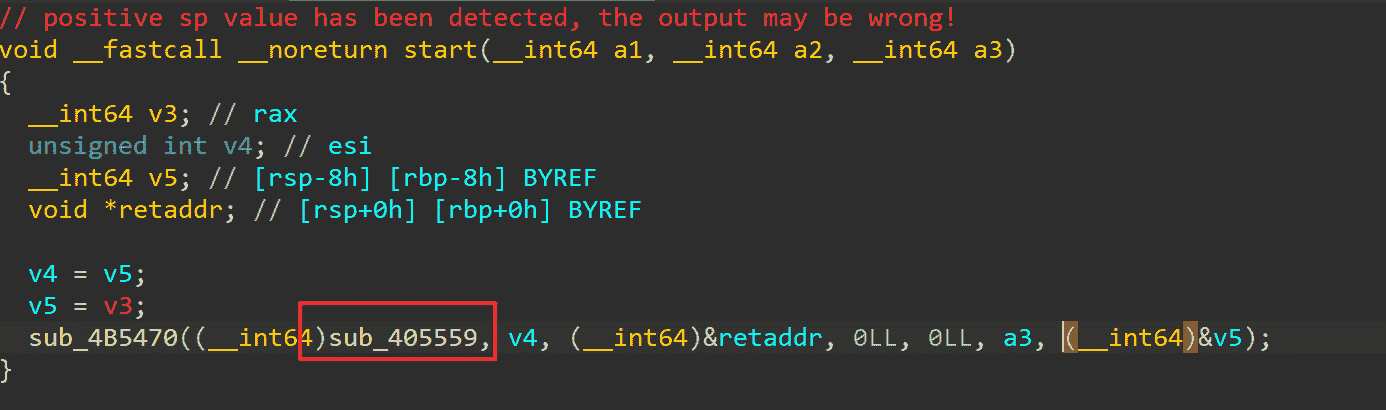 // positive sp value has been detected, the output may be wrong!
void __fastcall __noreturn start(__int64 a1, __int64 a2, __int64 a3)
{
__int64 v3; // rax
unsigned int v4; // esi
__int64 v5; // [rsp-8h] [rbp-8h] BYREF
void *retaddr; // [rsp+0h] [rbp+0h] BYREF
v4 = v5;
v5 = v3;
sub_4B5470((__int64)sub_405559, v4, (__int64)&retaddr, 0LL, 0LL, a3, (__int64)&v5);
}